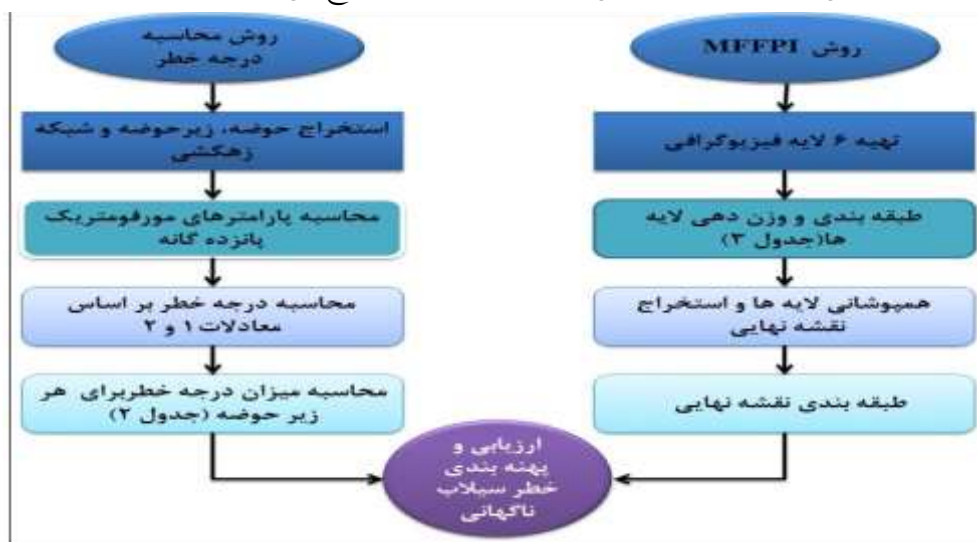 روش MFFPI
تهیه ۶ لایه فیزیوگرافی
طبقه بندی و وزن دهی لایه
ها(جدول ۳)
همپوشانی لایه ها و استخراج
نقشه نهایی
طبقه بندی نقشه نهایی
روش محاسبه
درجه خطر
استخراج حوضه، زیرحوضه و شبکه
زهکشی
محاسبه پارامترهای مورفومتریک
پانزده گانه
محاسبه درجه خطر بر اساس
معادلات ۱ و ۲
محاسبه میزان درجه خطربرای هر
زیر حوضه (جدول ۲)
ارزیابی و
پهنه بندی
خطر سیلاب
ناگهانی